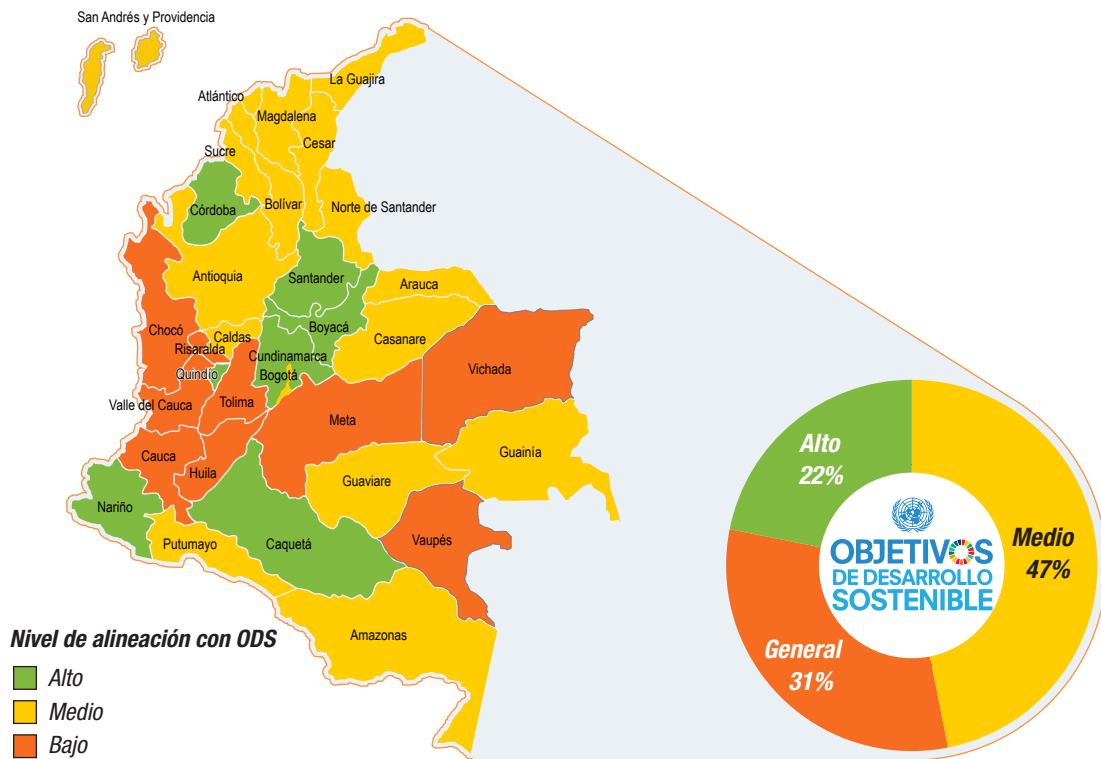 San Andrés y Providencia
La Guajira
Atlántico
Magdalena
Cesar
Sucre
Bolívar
Norte de Santander
Córdoba
Antioquia
Santander
Arauca
Boyacá
Chocó
Caldas
Casanare
Risaralda
Cundinamarca
Quindío
Bogotá
Vichada
Valle del Cauca
Tolima
Meta
Cauca
Huila
Guainía
Guaviare
Nariño
Putumayo
Caquetá
Vaupés
Amazonas
Nivel de alineación con ODS
Alto
Medio
Bajo
Alto
22%
Medio
47%
General
31%
OBJETIVOS
DE DESARROLLO
SOSTENIBLE